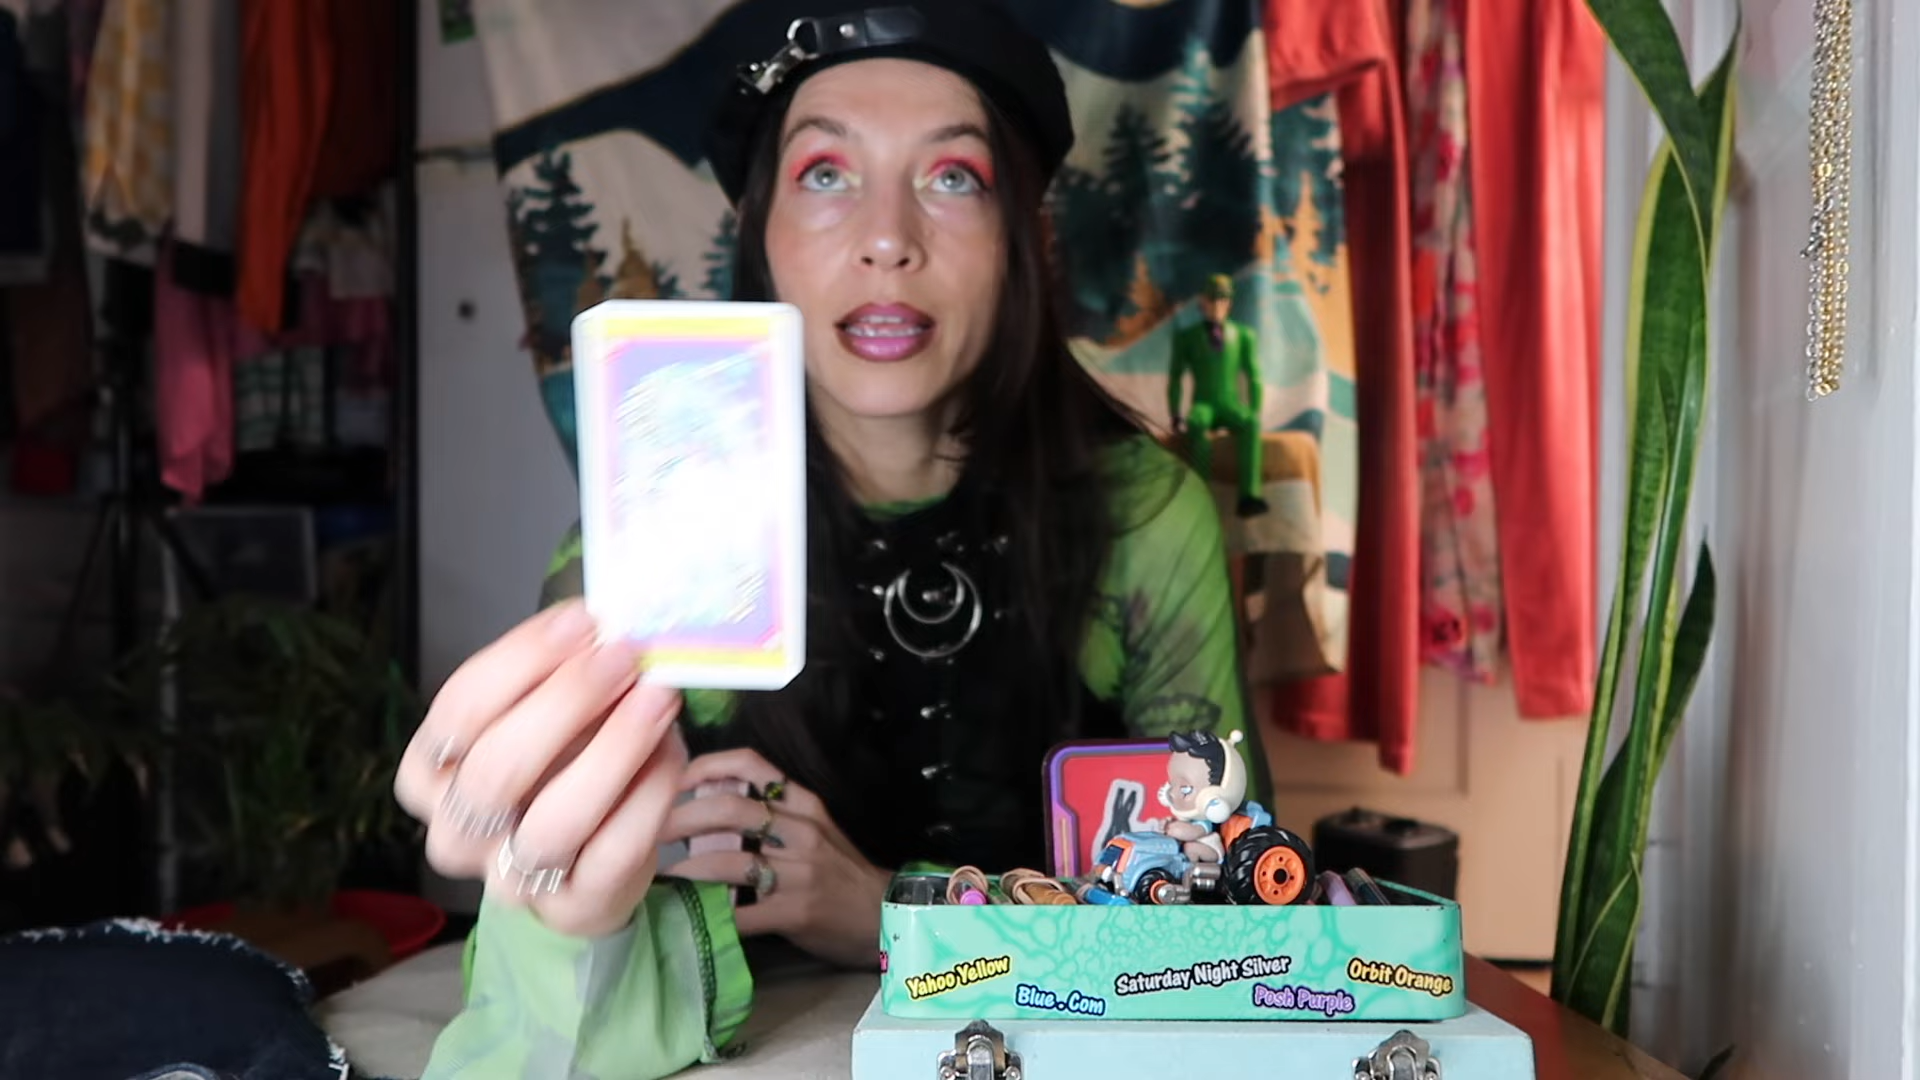 Yahoo Yellow
Blue.Com
Saturday Night Silver
Posh Purple
Orbit Orange